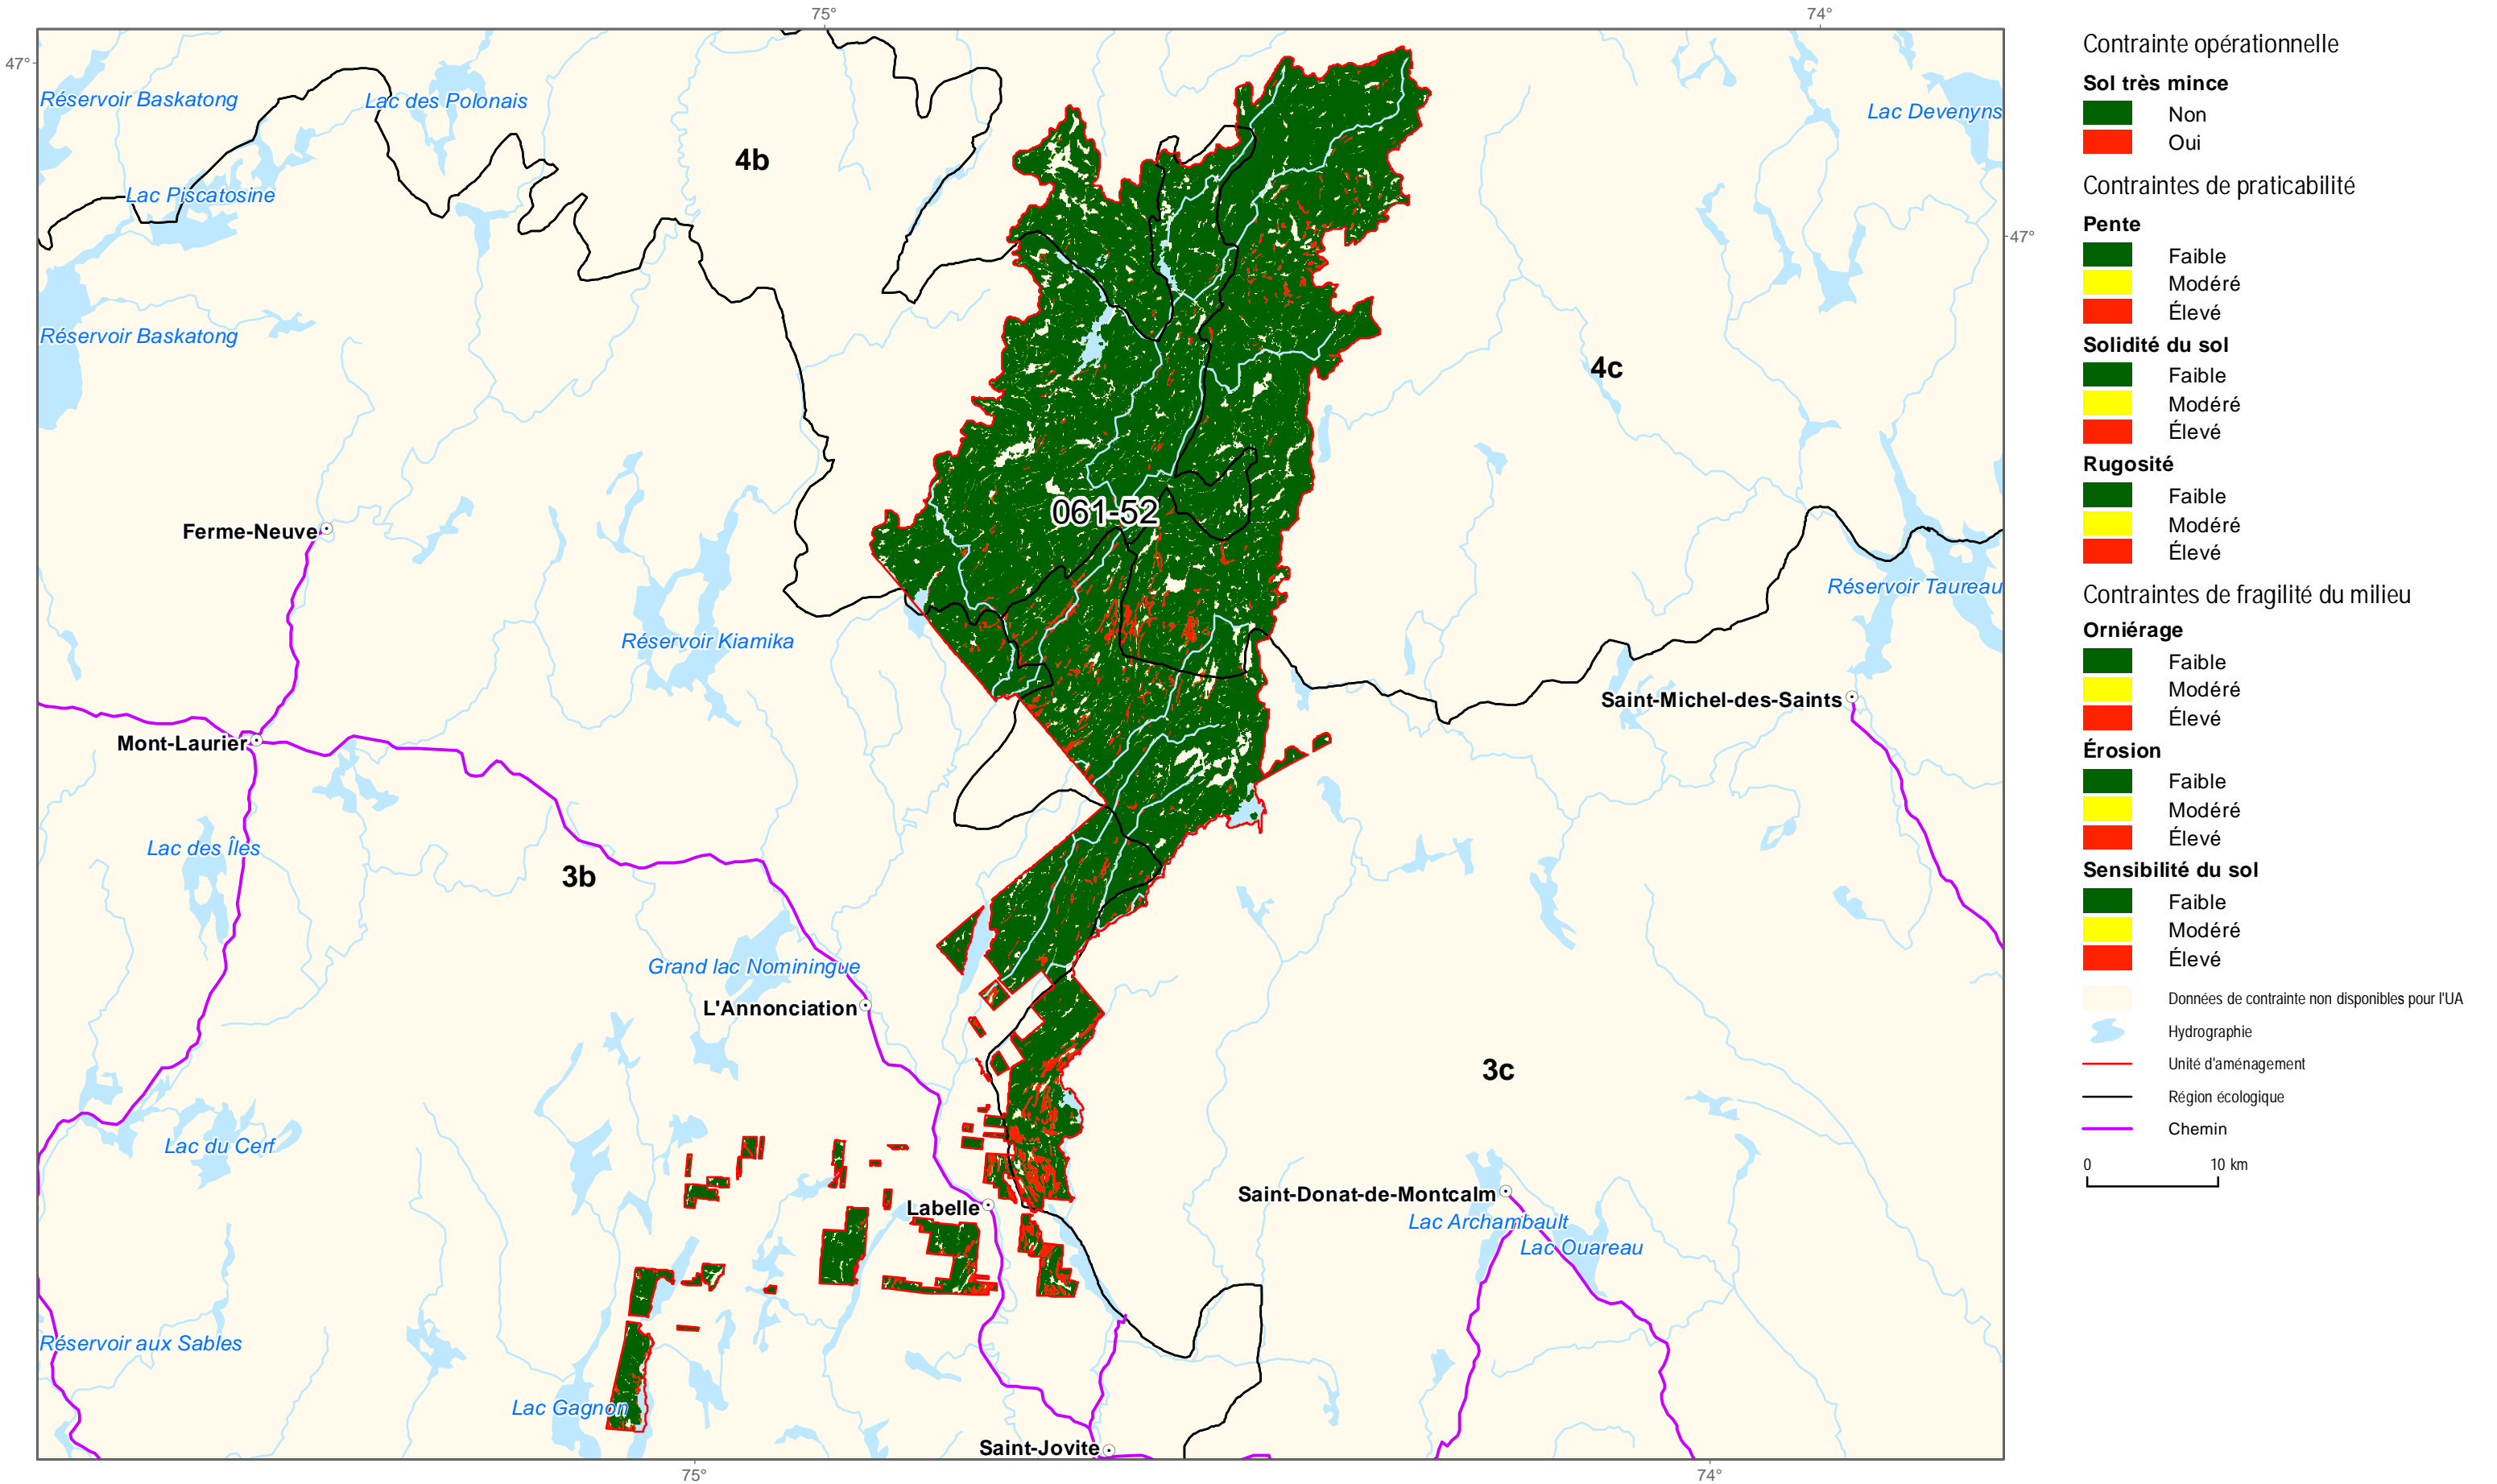 75°
74°
47°
Réservoir Baskatong
Lac des Polonais
Lac Devenyns
4b
Lac Piscatosine
47°
Réservoir Baskatong
4c
061-52
Ferme-Neuve
Réservoir Taureau
Réservoir Kiamika
Saint-Michel-des-Saints
Mont-Laurier
Lac des Îles
3b
Grand lac Nominingue
L'Annonciation
3c
Lac du Cerf
Saint-Donat-de-Montcalm
Labelle
Lac Archambault
Lac Ouareau
Réservoir aux Sables
Lac Gagnon
Saint-Jovite
75°
74°
Contrainte opérationnelle
Sol très mince
Non
Oui
Contraintes de praticabilité
Pente
Faible
Modéré
Élevé
Solidité du sol
Faible
Modéré
Élevé
Rugosité
Faible
Modéré
Élevé
Contraintes de fragilité du milieu
Orniérage
Faible
Modéré
Élevé
Érosion
Faible
Modéré
Élevé
Sensibilité du sol
Faible
Modéré
Élevé
Données de contrainte non disponibles pour l'UA
Hydrographie
Unité d'aménagement
Région écologique
Chemin
0 10 km